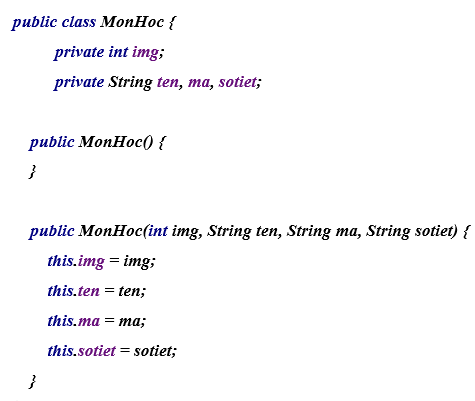 public class MonHoc {
private int img;
private String ten, ma, sotiet;
public MonHoc() {
}
public MonHoc(int img, String ten, String ma, String sotiet) {
this.img = img;
this.ten = ten;
this.ma = ma;
this.sotiet = sotiet;
}